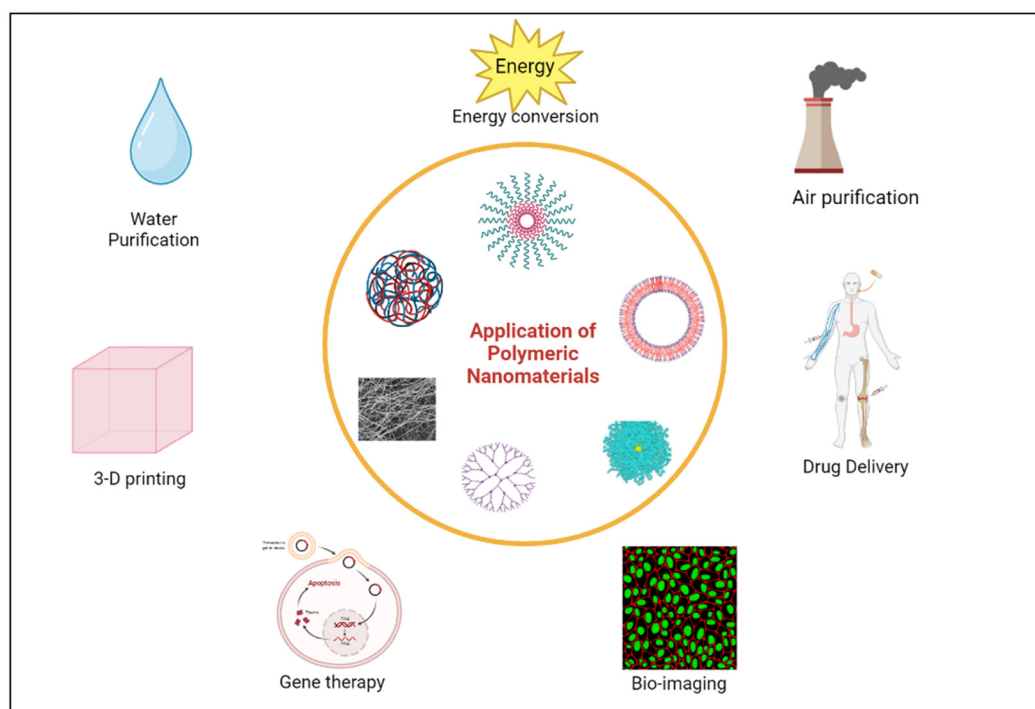 Energy
Energy conversion
Water
Purification
Air purification
Application of
Polymeric
Nanomaterials
3-D printing
Drug Delivery
Apoptosis
Gene therapy
Bio-imaging